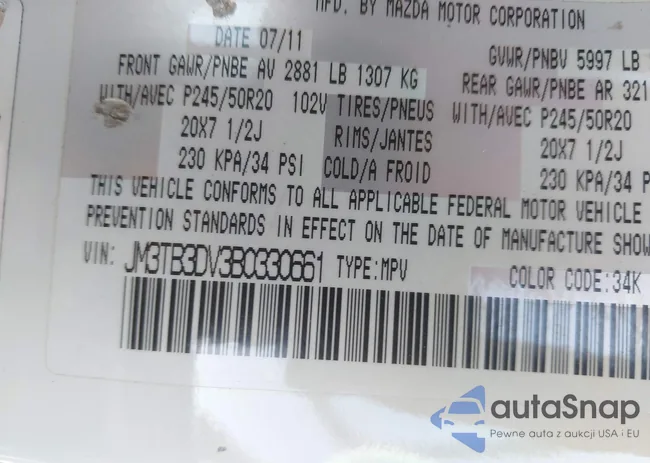 MFD. BY MAZDA MOTOR CORPORATION
DATE 07/11 GVWR/PNBV 5997 LB
FRONT GAWR/PNBE AV 2881 LB 1307 KG REAR GAWR/PNBE AR 321
WITH/AVEC P245/50R20 102V TIRES/PNEUS WITH/AVEC P245/50R20
20X7 1/2J RIMS/JANTES 20X7 1/2J
230 KPA/34 PSI COLD/A FROID 230 KPA/34 P
THIS VEHICLE CONFORMS TO ALL APPLICABLE FEDERAL MOTOR VEHICLE
PREVENTION STANDARDS IN EFFECT ON THE DATE OF MANUFACTURE SHOW
VIN: JM3TB3DV3B0330661 TYPE:MPV COLOR CODE:34K
autoSnap
Pewne auta z aukcji USA i EU